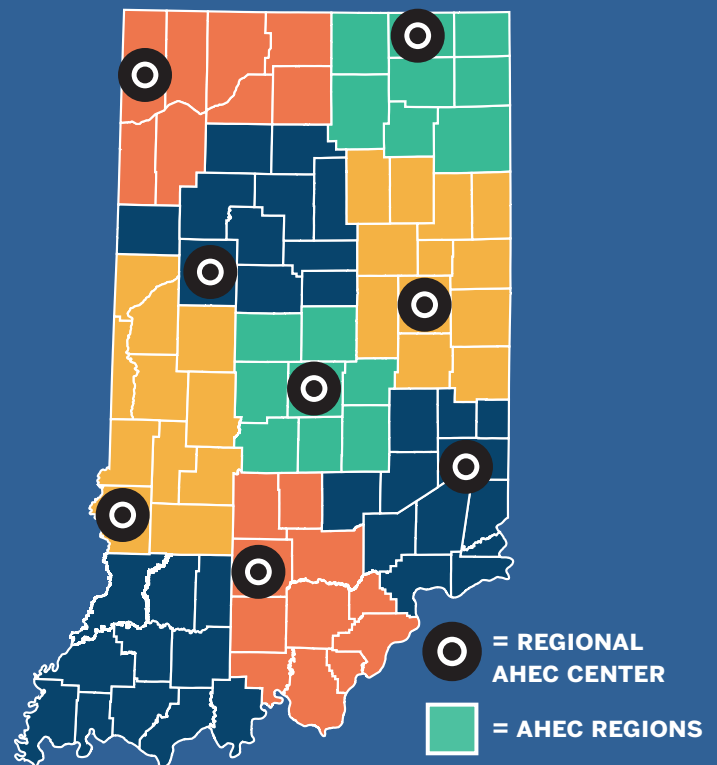 = REGIONAL
AHEC CENTER
= AHEC REGIONS